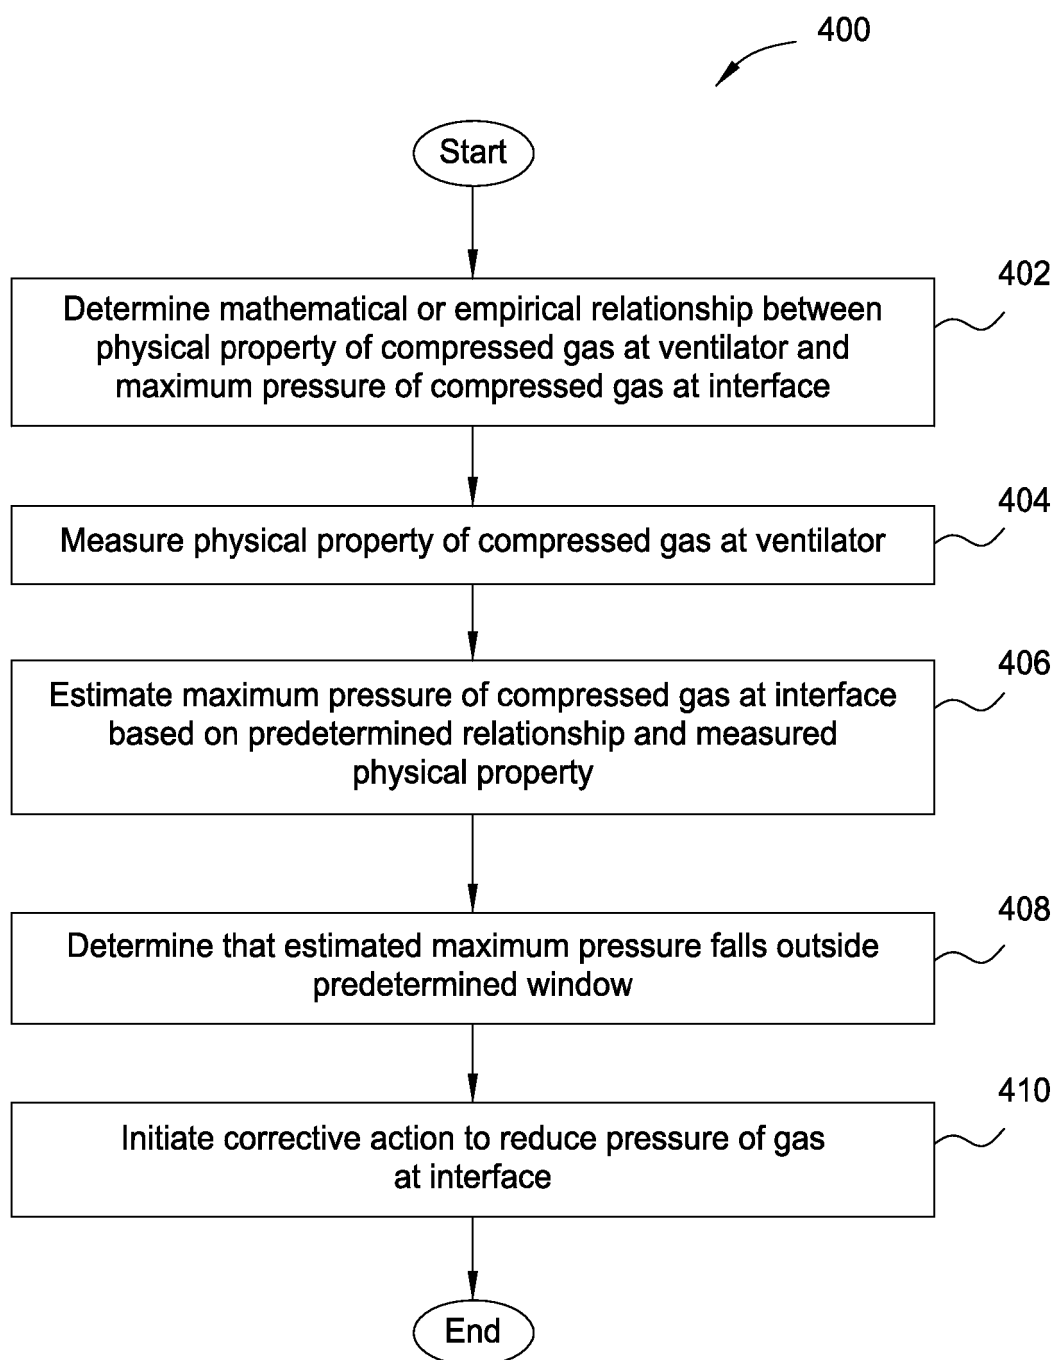 400
Start
402
Determine mathematical or empirical relationship between
physical property of compressed gas at ventilator and
maximum pressure of compressed gas at interface
404
Measure physical property of compressed gas at ventilator
406
Estimate maximum pressure of compressed gas at interface
based on predetermined relationship and measured
physical property
408
Determine that estimated maximum pressure falls outside
predetermined window
410
Initiate corrective action to reduce pressure of gas
at interface
End